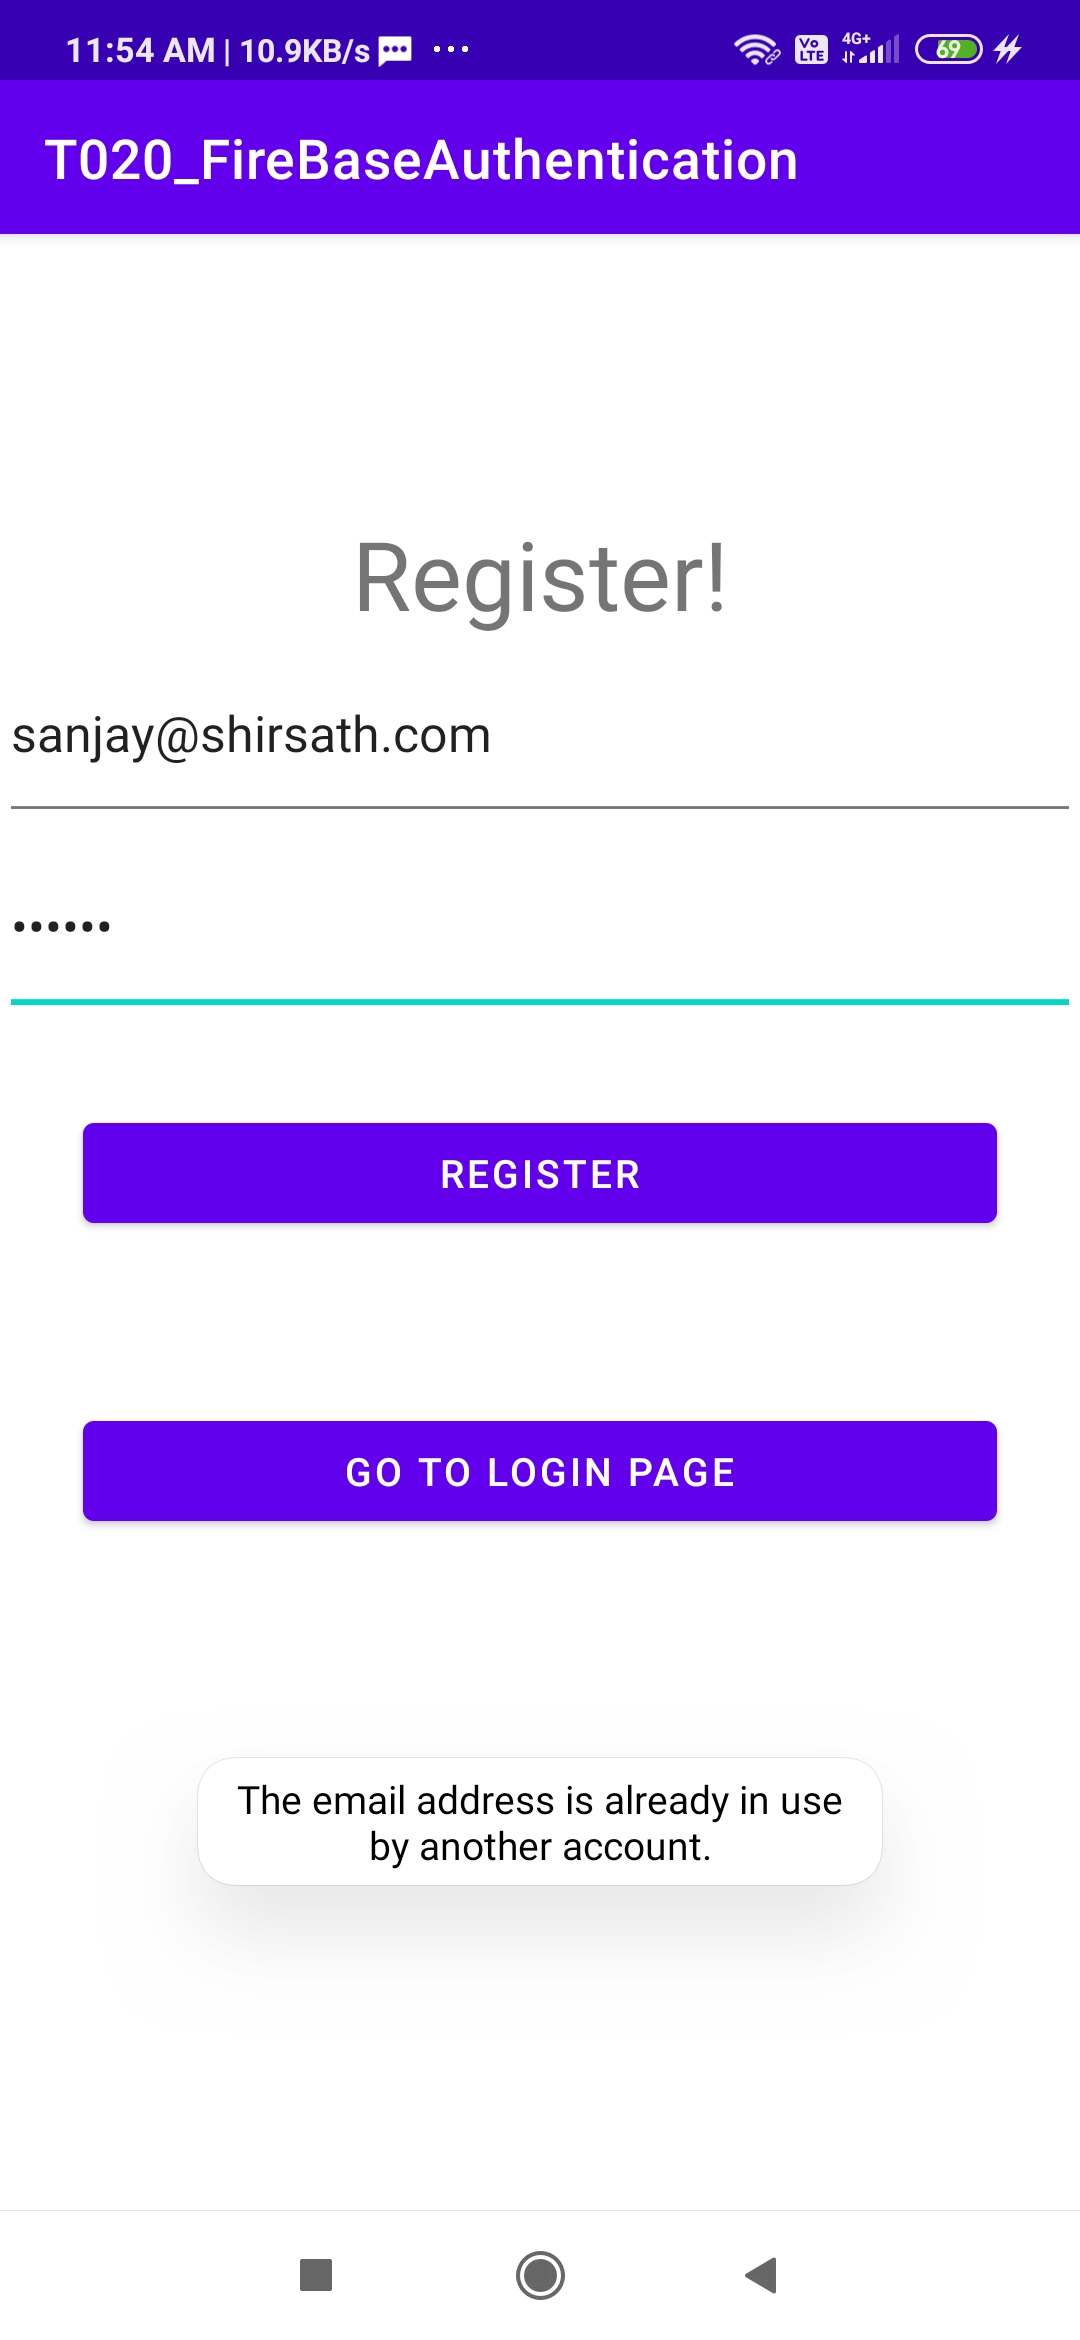 11:54 AM | 10.9KB/s ...
Vo LTE 4G+ 69
T020_FireBaseAuthentication
Register!
sanjay@shirsath.com
••••••
REGISTER
GO TO LOGIN PAGE
The email address is already in use
by another account.